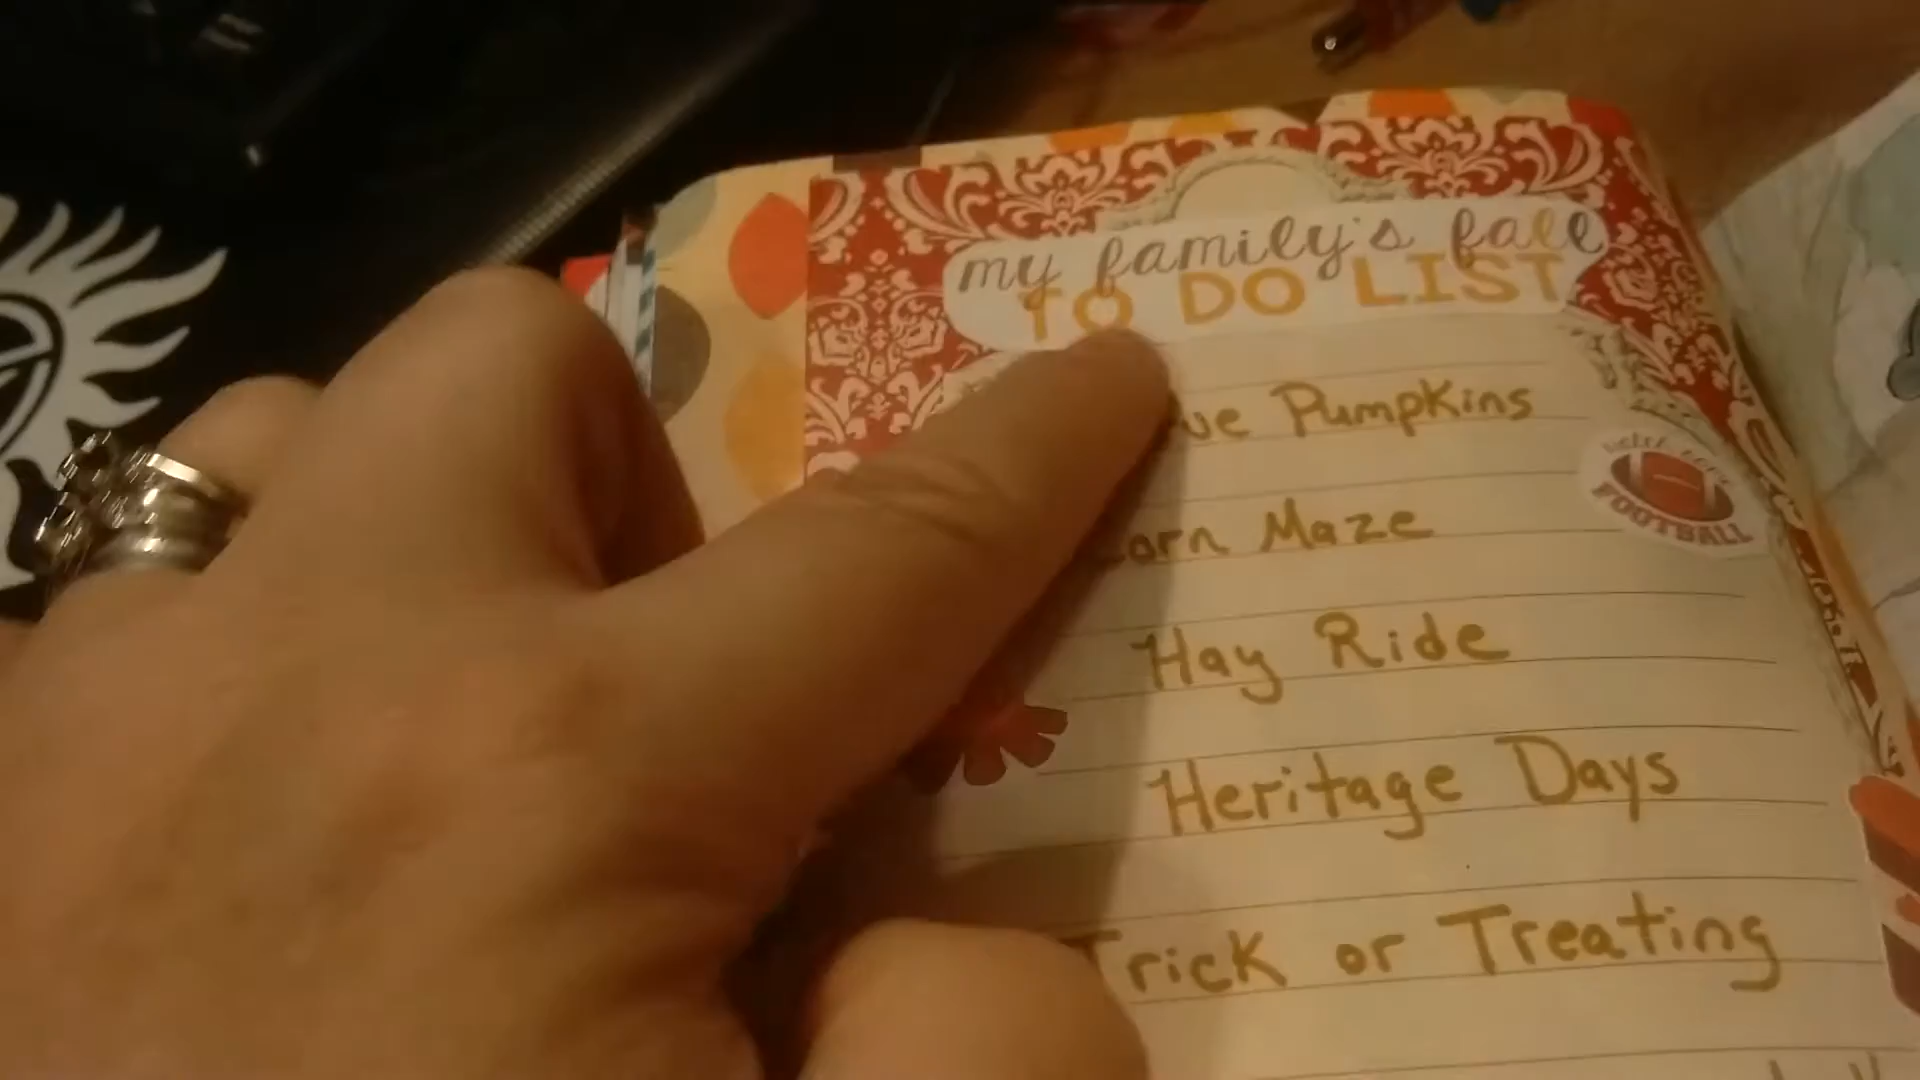 my family's fall
TO DO LIST
Pumpkins
Corn Maze
FOOTBALL
Hay Ride
Heritage Days
Trick or Treating